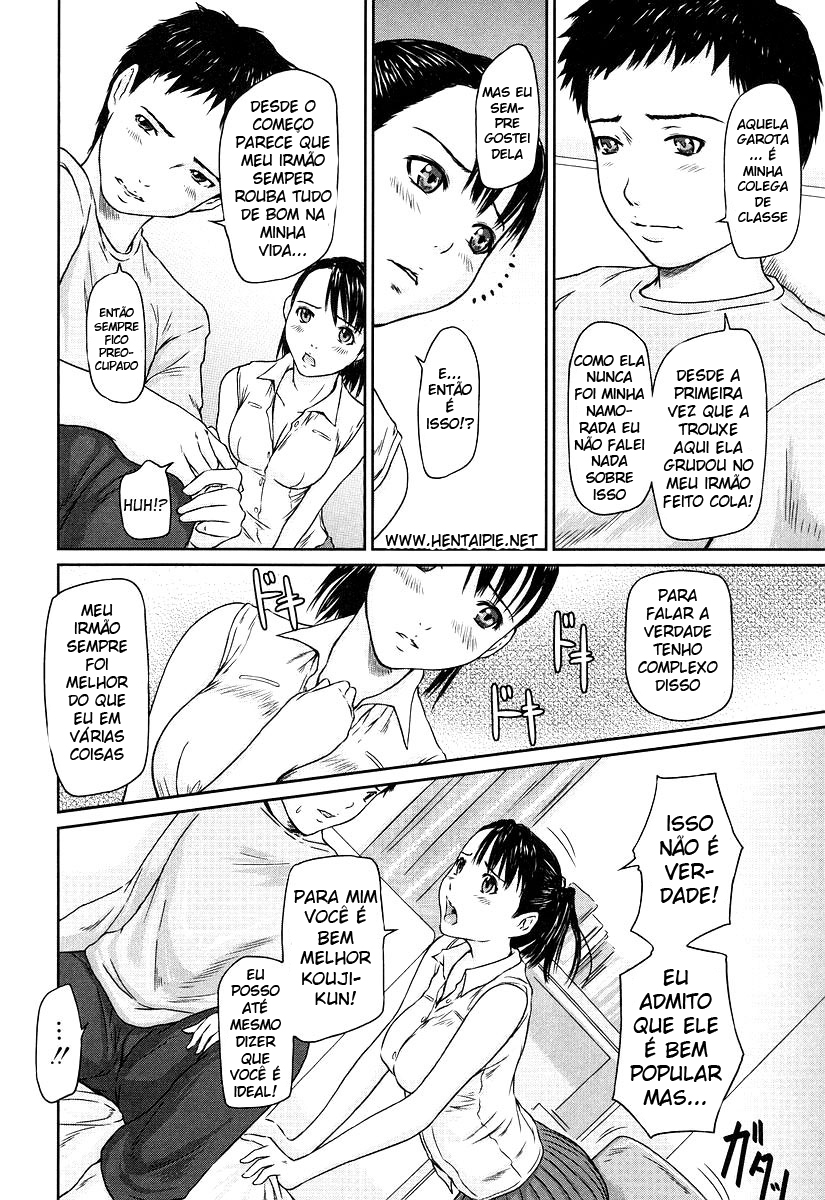 AQUELA
GAROTA
... É
MINHA
COLEGA
DE
CLASSE
DESDE A
PRIMEIRA
VEZ QUE A
TROUXE
AQUI ELA
GRUDOU NO
MEU IRMÃO
FEITO COLA!
COMO ELA
NUNCA
FOI MINHA
NAMO-
RADA EU
NÃO FALEI
NADA
SOBRE
ISSO
MAS EU
SEM-
PRE
GOSTEI
DELA
E...
ENTÃO
É
ISSO!?
WWW.HENTAIPIE.NET
DESDE O
COMEÇO
PARECE QUE
MEU IRMÃO
SEMPER
ROUBA TUDO
DE BOM NA
MINHA
VIDA...
ENTÃO
SEMPRE
FICO
PREO-
CUPADO
HUH!?
PARA
FALAR A
VERDADE
TENHO
COMPLEXO
DISSO
ドキ
ドキ
MEU
IRMÃO
SEMPRE
FOI
MELHOR
DO QUE
EU EM
VÁRIAS
COISAS
ISSO
NÃO É
VER-
DADE!
EU
ADMITO
QUE ELE
É BEM
POPULAR
MAS...
PARA MIM
VOCÊ É
BEM
MELHOR
KOUJI-
KUN!
EU
POSSO
ATÉ
MESMO
DIZER
QUE
VOCÊ É
IDEAL!
...!!
ガタッ